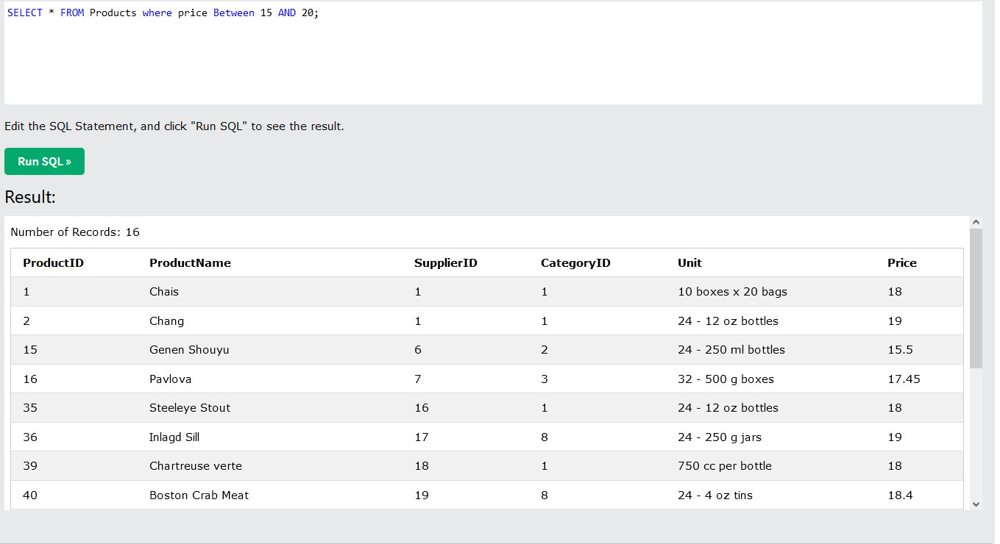 SELECT * FROM Products where price Between 15 AND 20;
Edit the SQL Statement, and click "Run SQL" to see the result.
Run SQL »
Result:
Number of Records: 16
ProductID ProductName SupplierID CategoryID Unit Price
1 Chais 1 1 10 boxes x 20 bags 18
2 Chang 1 1 24 - 12 oz bottles 19
15 Genen Shouyu 6 2 24 - 250 ml bottles 15.5
16 Pavlova 7 3 32 - 500 g boxes 17.45
35 Steeleye Stout 16 1 24 - 12 oz bottles 18
36 Inlagd Sill 17 8 24 - 250 g jars 19
39 Chartreuse verte 18 1 750 cc per bottle 18
40 Boston Crab Meat 19 8 24 - 4 oz tins 18.4